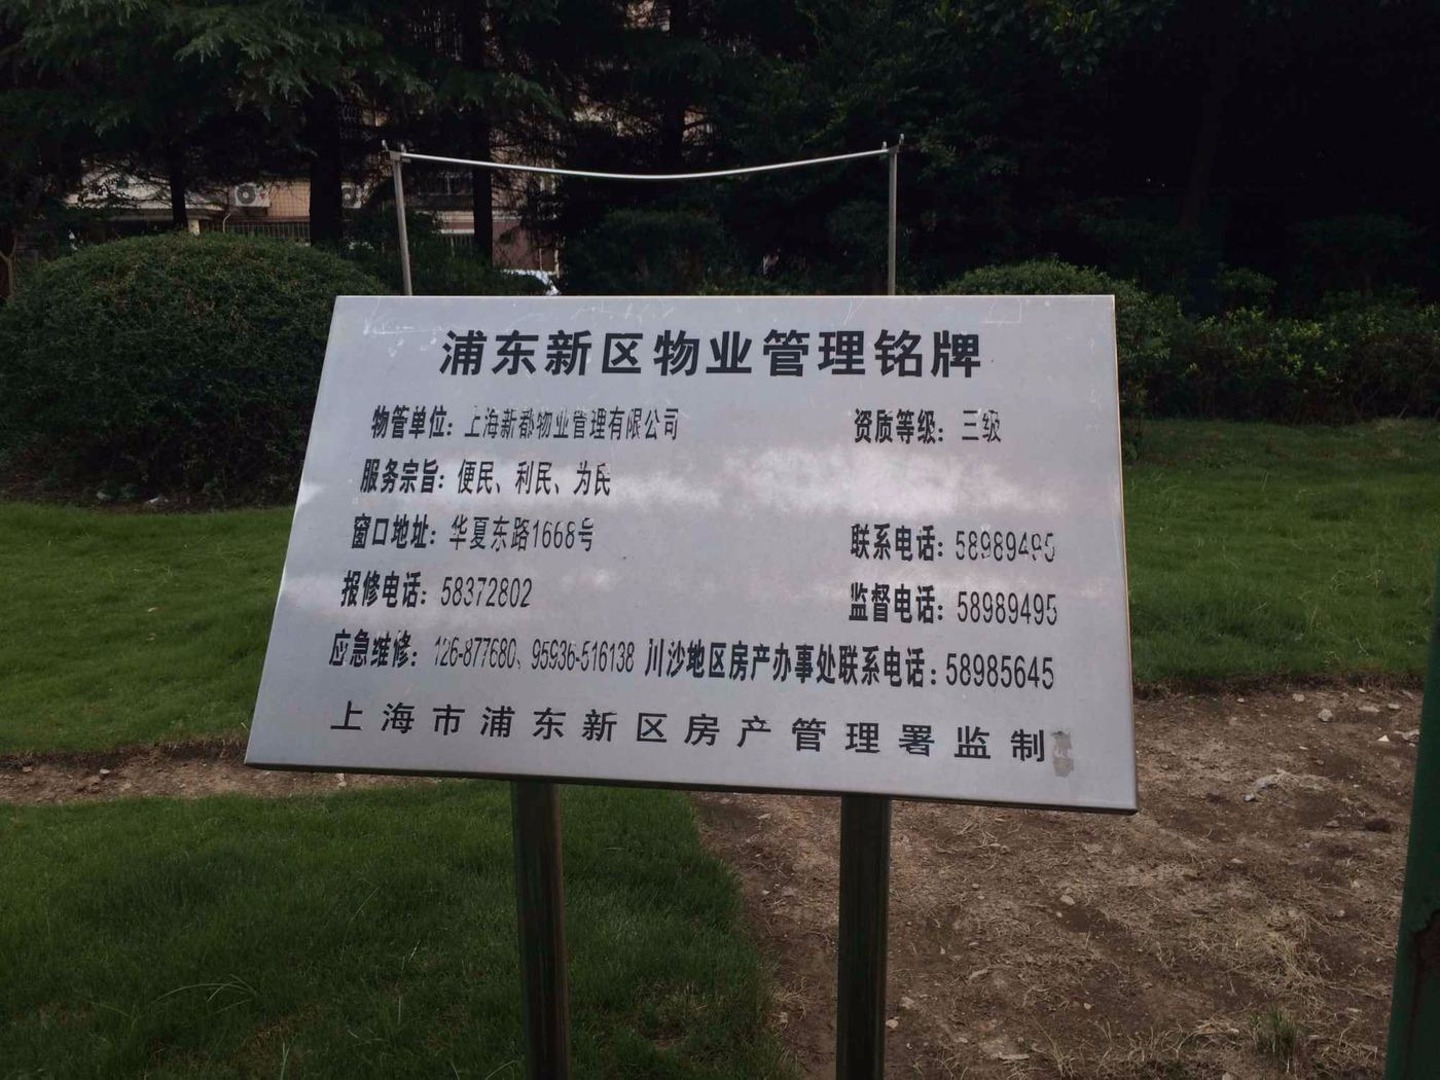 浦东新区物业管理铭牌
物管单位：上海新都物业管理有限公司 资质等级：三级
服务宗旨：便民、利民、为民
窗口地址：华夏东路1668号 联系电话：58989495
报修电话：58372802 监督电话：58989495
应急维修：126-877680、95936-516138 川沙地区房产办事处联系电话：58985645
上海市浦东新区房产管理署监制